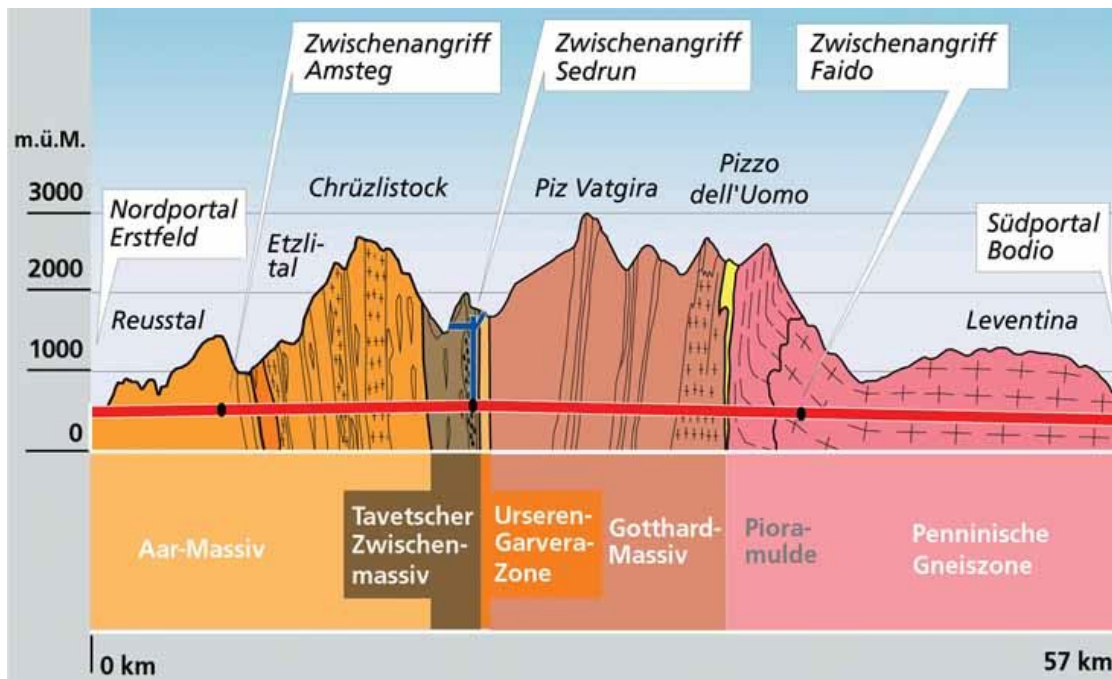 Zwischenangriff
Amsteg
Zwischenangriff
Sedrun
Zwischenangriff
Faido
m.ü.M.
3000
2000
1000
0
Nordportal
Erstfeld
Reusstal
Etzli-
tal
Chrüzlistock
Piz Vatgira
Pizzo
dell'Uomo
Südportal
Bodio
Leventina
Aar-Massiv
Tavetscher
Zwischen-
massiv
Urseren-
Garvera-
Zone
Gotthard-
Massiv
Piora-
mulde
Penninische
Gneiszone
0 km
57 km